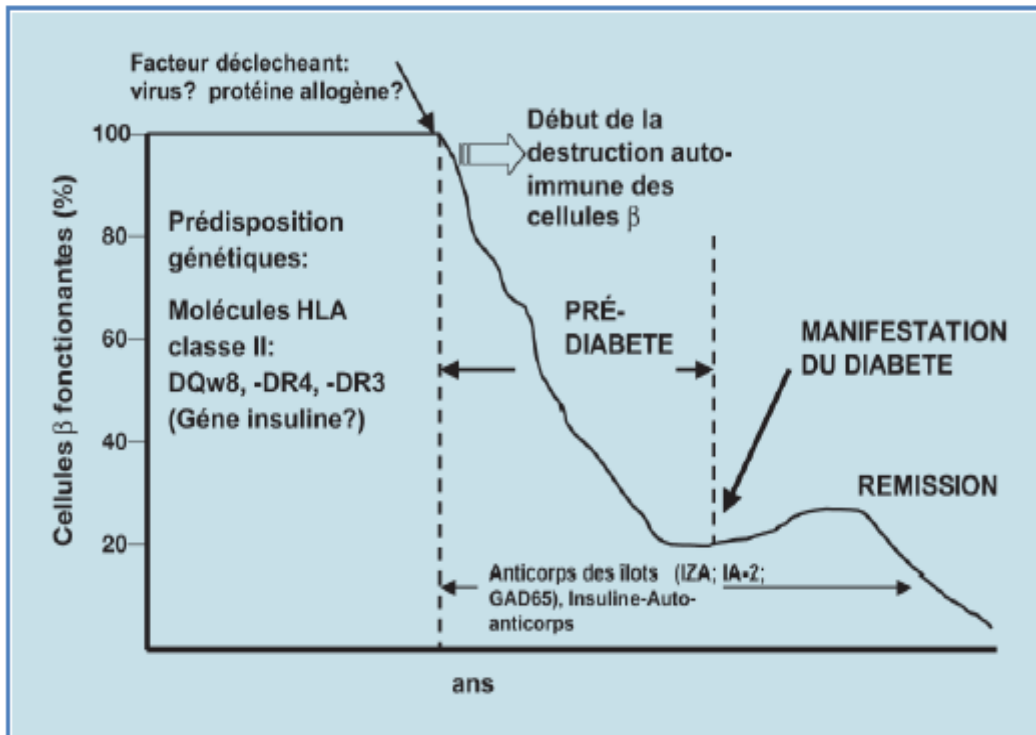 Facteur déclecheant:
virus? protéine allogène?
Début de la
destruction auto-
immune des
cellules β
100
80
60
40
20
Cellules β fonctionantes (%)
Prédisposition
génétiques:
Molécules HLA
classe II:
DQw8, -DR4, -DR3
(Géne insuline?)
PRÉ-
DIABETE
MANIFESTATION
DU DIABETE
REMISSION
Anticorps des îlots (IZA; IA-2;
GAD65), Insuline-Auto-
anticorps
ans